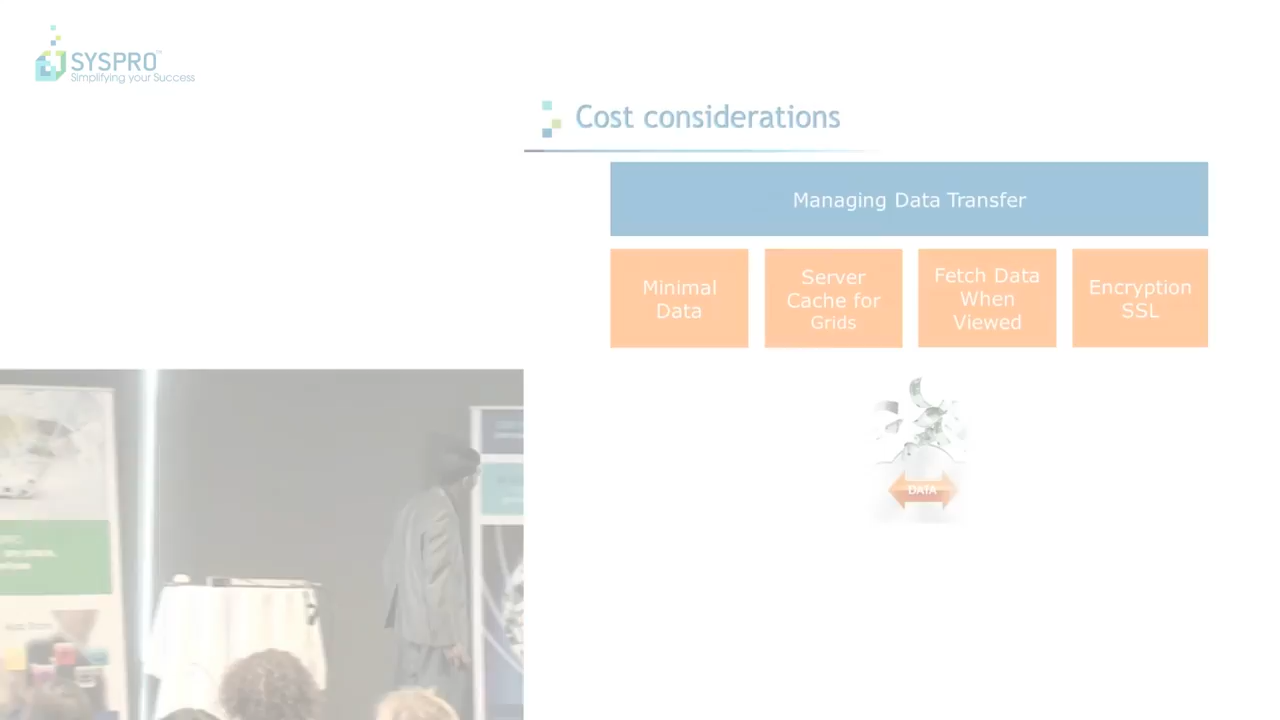 SYSPRO™
Simplifying your Success
Cost considerations
Managing Data Transfer
Minimal
Data
Server
Cache for
Grids
Fetch Data
When
Viewed
Encryption
SSL
DATA